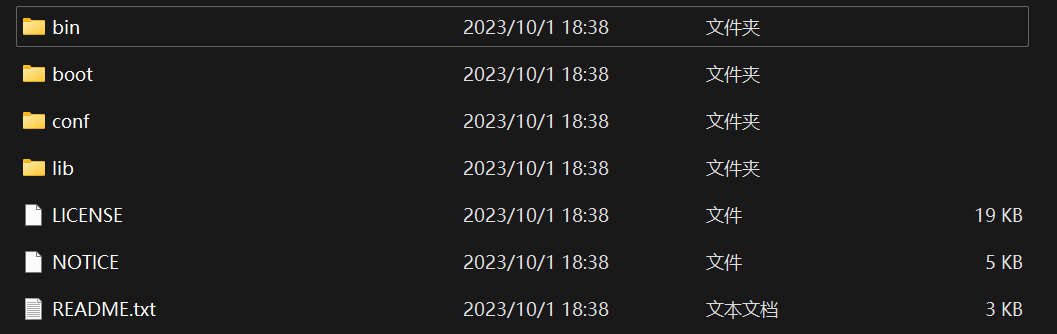 bin 2023/10/1 18:38 文件夹
boot 2023/10/1 18:38 文件夹
conf 2023/10/1 18:38 文件夹
lib 2023/10/1 18:38 文件夹
LICENSE 2023/10/1 18:38 文件 19 KB
NOTICE 2023/10/1 18:38 文件 5 KB
README.txt 2023/10/1 18:38 文本文档 3 KB